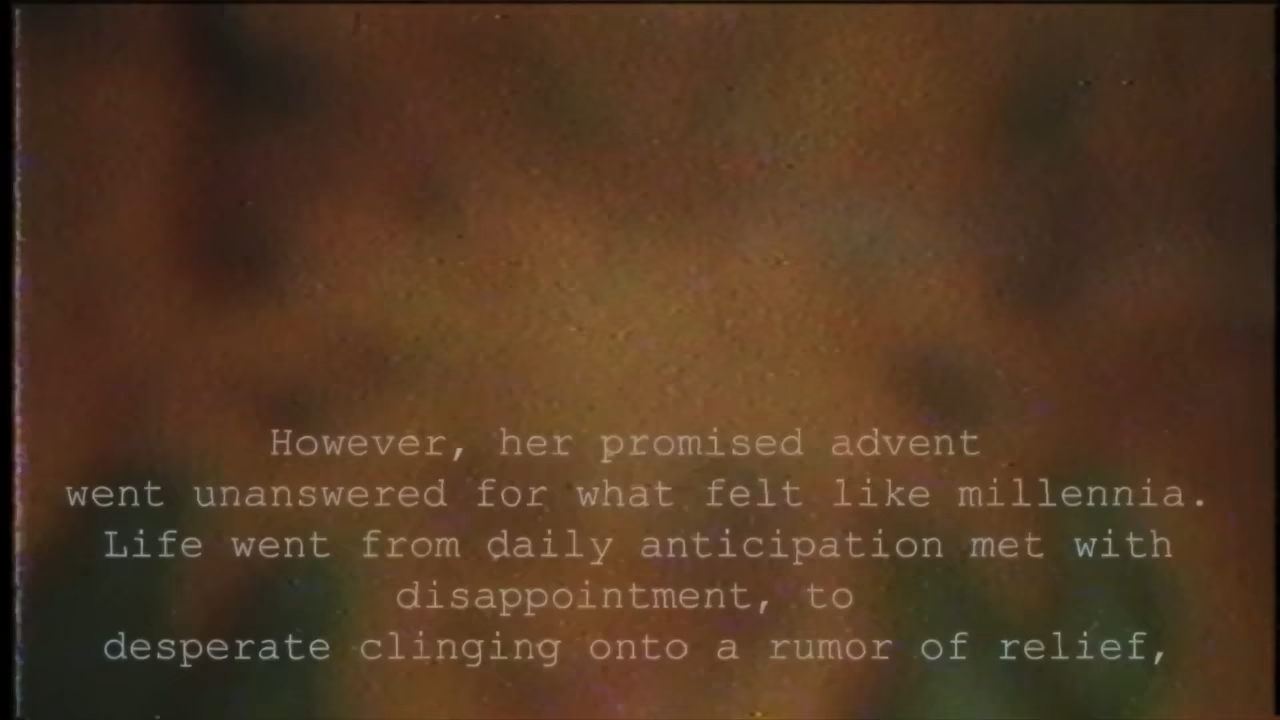 However, her promised advent
went unanswered for what felt like millennia.
Life went from daily anticipation met with
disappointment, to
desperate clinging onto a rumor of relief,